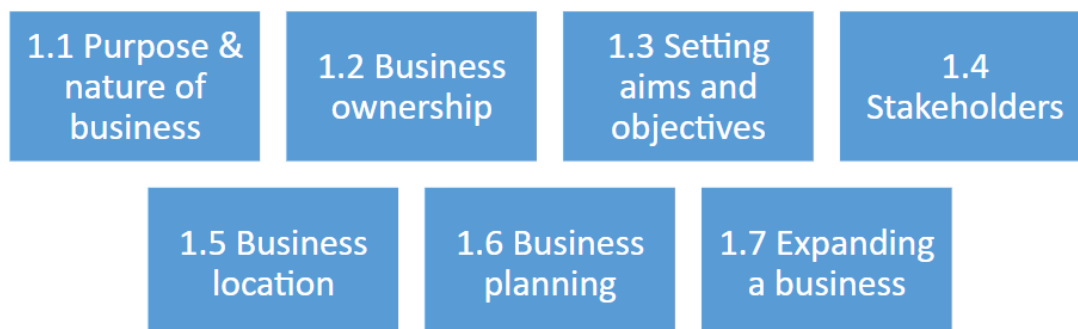 1.1 Purpose &
nature of
business
1.2 Business
ownership
1.3 Setting
aims and
objectives
1.4
Stakeholders
1.5 Business
location
1.6 Business
planning
1.7 Expanding
a business